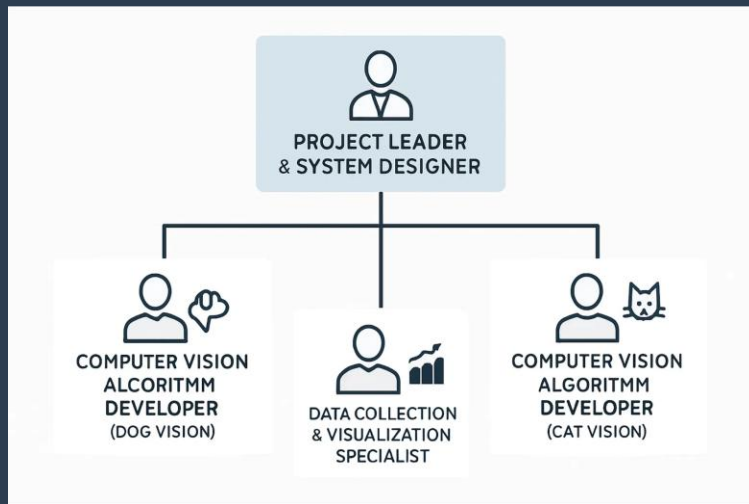 PROJECT LEADER
& SYSTEM DESIGNER
COMPUTER VISION
ALGORITMM
DEVELOPER
(DOG VISION)
DATA COLLECTION
& VISUALIZATION
SPECIALIST
COMPUTER VISION
ALGORITMM
DEVELOPER
(CAT VISION)